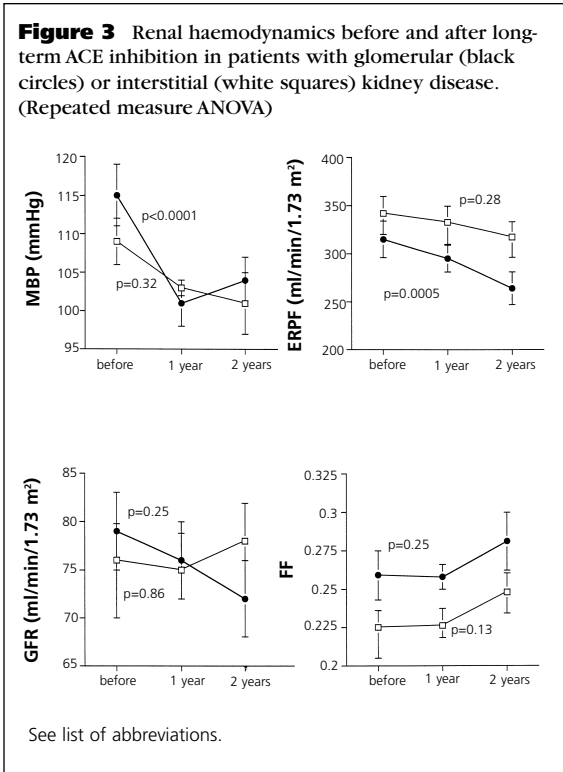 Figure 3 Renal haemodynamics before and after long-
term ACE inhibition in patients with glomerular (black
circles) or interstitial (white squares) kidney disease.
(Repeated measure ANOVA)
MBP (mmHg)
120
115
110
105
100
95
p<0.0001
p=0.32
before
1 year
2 years
ERPF (ml/min/1.73 m²)
400
350
300
250
200
p=0.28
p=0.0005
before
1 year
2 years
GFR (ml/min/1.73 m²)
85
80
75
70
65
p=0.25
p=0.86
before
1 year
2 years
FF
0.325
0.3
0.275
0.25
0.225
0.2
p=0.25
p=0.13
before
1 year
2 years
See list of abbreviations.